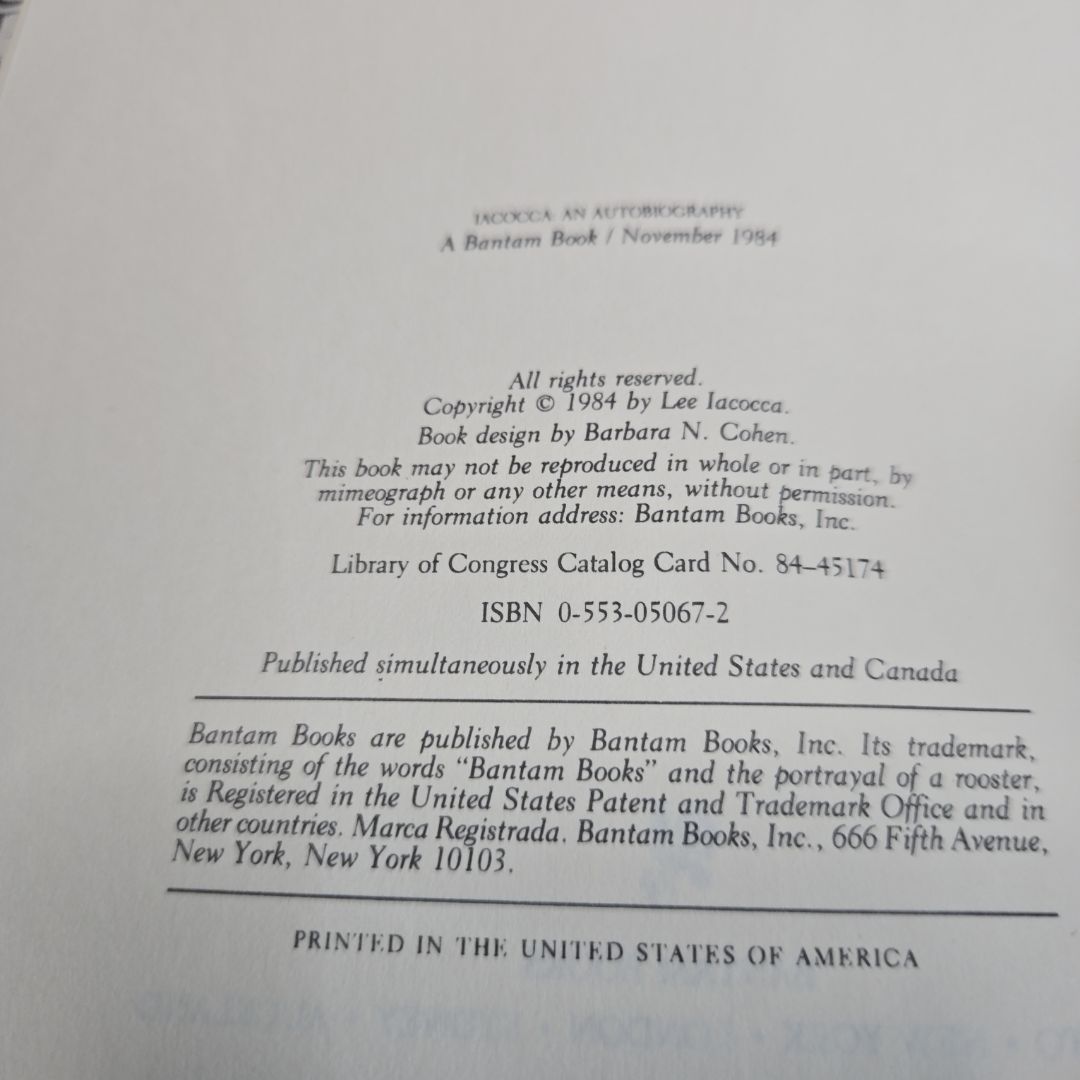 IACOCCA: AN AUTOBIOGRAPHY
A Bantam Book / November 1984
All rights reserved.
Copyright © 1984 by Lee Iacocca.
Book design by Barbara N. Cohen.
This book may not be reproduced in whole or in part, by
mimeograph or any other means, without permission.
For information address: Bantam Books, Inc.
Library of Congress Catalog Card No. 84–45174
ISBN 0-553-05067-2
Published simultaneously in the United States and Canada
Bantam Books are published by Bantam Books, Inc. Its trademark,
consisting of the words “Bantam Books” and the portrayal of a rooster,
is Registered in the United States Patent and Trademark Office and in
other countries. Marca Registrada. Bantam Books, Inc., 666 Fifth Avenue,
New York, New York 10103.
PRINTED IN THE UNITED STATES OF AMERICA